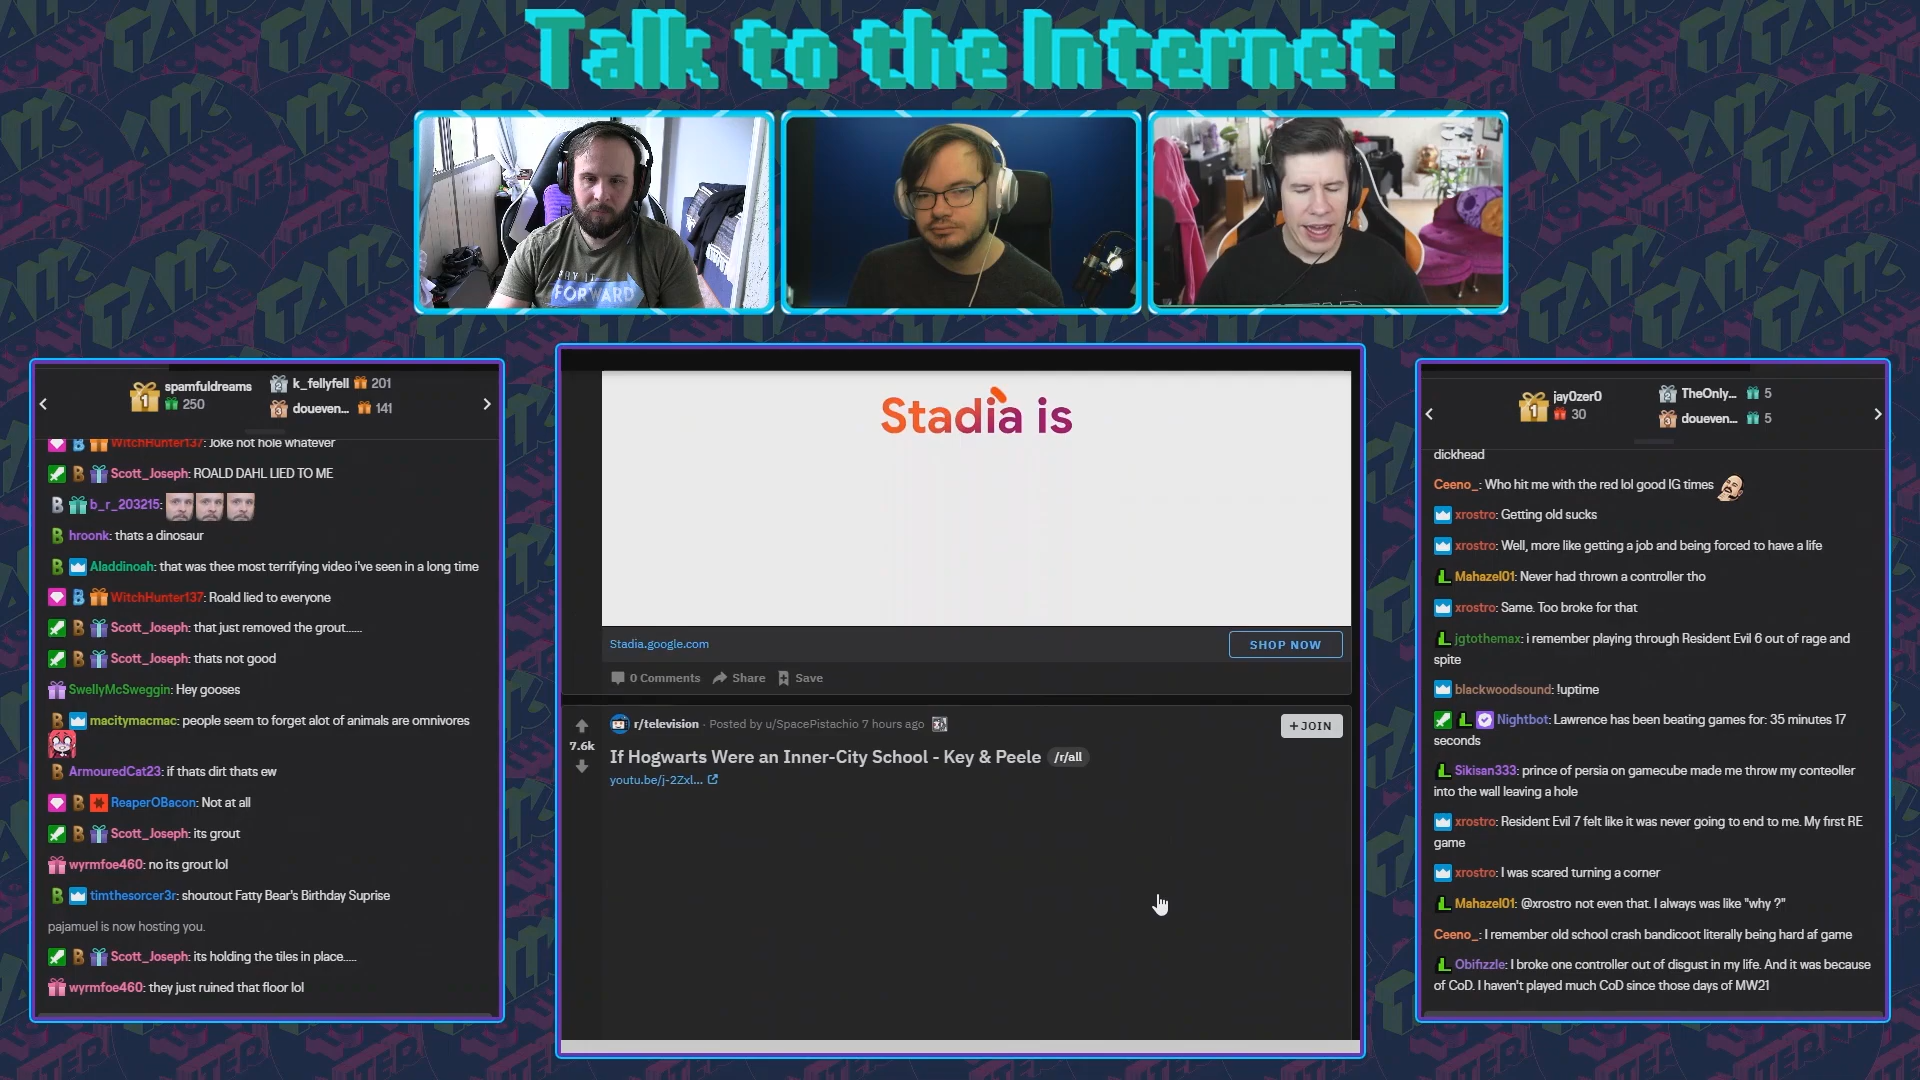 Talk to the Internet
PAY IT
FORWARD
spamfuldreams
250
k_fellyfell 201
doueven... 141
WitchHunter137: Joke not hole whatever
Scott_Joseph: ROALD DAHL LIED TO ME
b_r_203215:
hroonk: thats a dinosaur
Aladdinoah: that was thee most terrifying video i've seen in a long time
WitchHunter137: Roald lied to everyone
Scott_Joseph: that just removed the grout......
Scott_Joseph: thats not good
SwellyMcSweggin: Hey gooses
macitymacmac: people seem to forget alot of animals are omnivores
ArmouredCat23: if thats dirt thats ew
ReaperOBacon: Not at all
Scott_Joseph: its grout
wyrmfoe460: no its grout lol
timthesorcer3r: shoutout Fatty Bear's Birthday Suprise
pajamuel is now hosting you.
Scott_Joseph: its holding the tiles in place.....
wyrmfoe460: they just ruined that floor lol
Stadia is
Stadia.google.com
SHOP NOW
0 Comments Share Save
r/television · Posted by u/SpacePistachio 7 hours ago
+ JOIN
7.6k
If Hogwarts Were an Inner-City School - Key & Peele /r/all
youtu.be/j-2Zxl...
jay0zer0
30
TheOnly... 5
doueven... 5
dickhead
Ceeno_: Who hit me with the red lol good IG times
xrostro: Getting old sucks
xrostro: Well, more like getting a job and being forced to have a life
Mahazel01: Never had thrown a controller tho
xrostro: Same. Too broke for that
jgtothemax: i remember playing through Resident Evil 6 out of rage and
spite
blackwoodsound: !uptime
Nightbot: Lawrence has been beating games for: 35 minutes 17
seconds
Sikisan333: prince of persia on gamecube made me throw my conteoller
into the wall leaving a hole
xrostro: Resident Evil 7 felt like it was never going to end to me. My first RE
game
xrostro: I was scared turning a corner
Mahazel01: @xrostro not even that. I always was like "why ?"
Ceeno_: I remember old school crash bandicoot literally being hard af game
Obifizzle: I broke one controller out of disgust in my life. And it was because
of CoD. I haven't played much CoD since those days of MW21